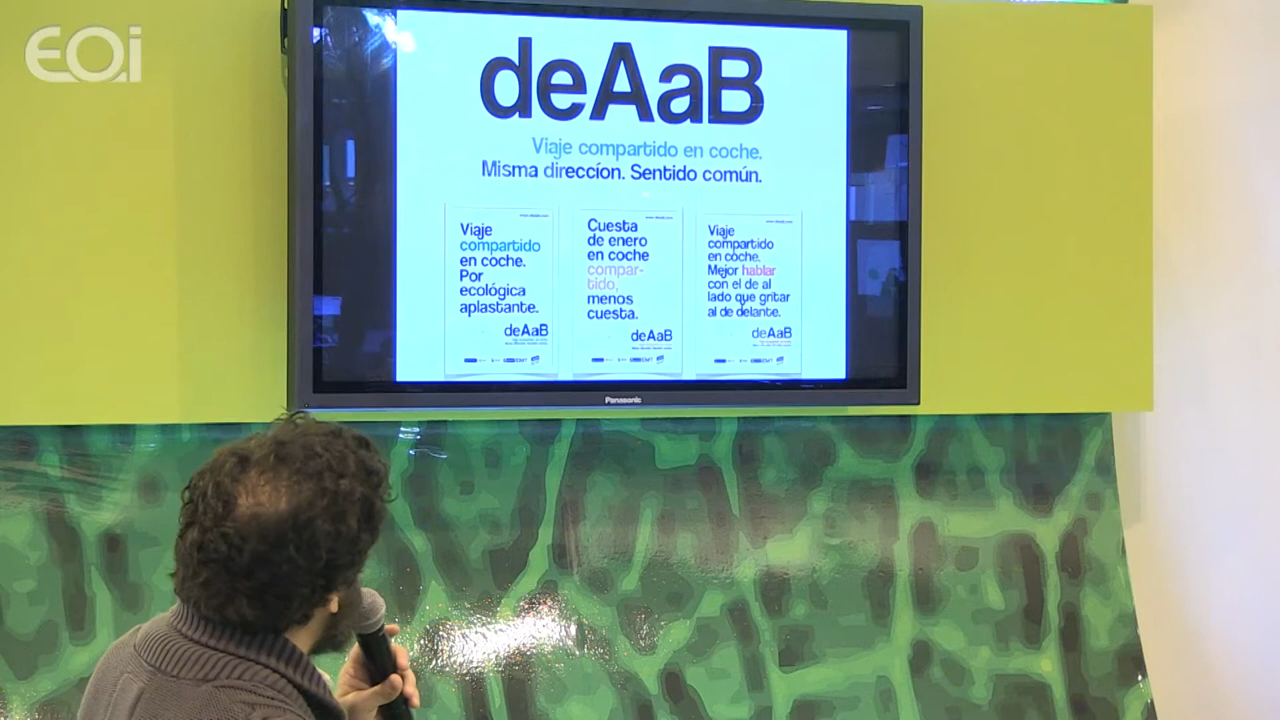 EOi
deAaB
Viaje compartido en coche.
Misma direccíon. Sentido común.
Viaje
compartido
en coche.
Por
ecológica
aplastante.
deAaB
Cuesta
de enero
en coche
compar-
tido,
menos
cuesta.
deAaB
Viaje
compartido
en coche.
Mejor hablar
con el de al
lado que gritar
al de delante.
deAaB
Panasonic